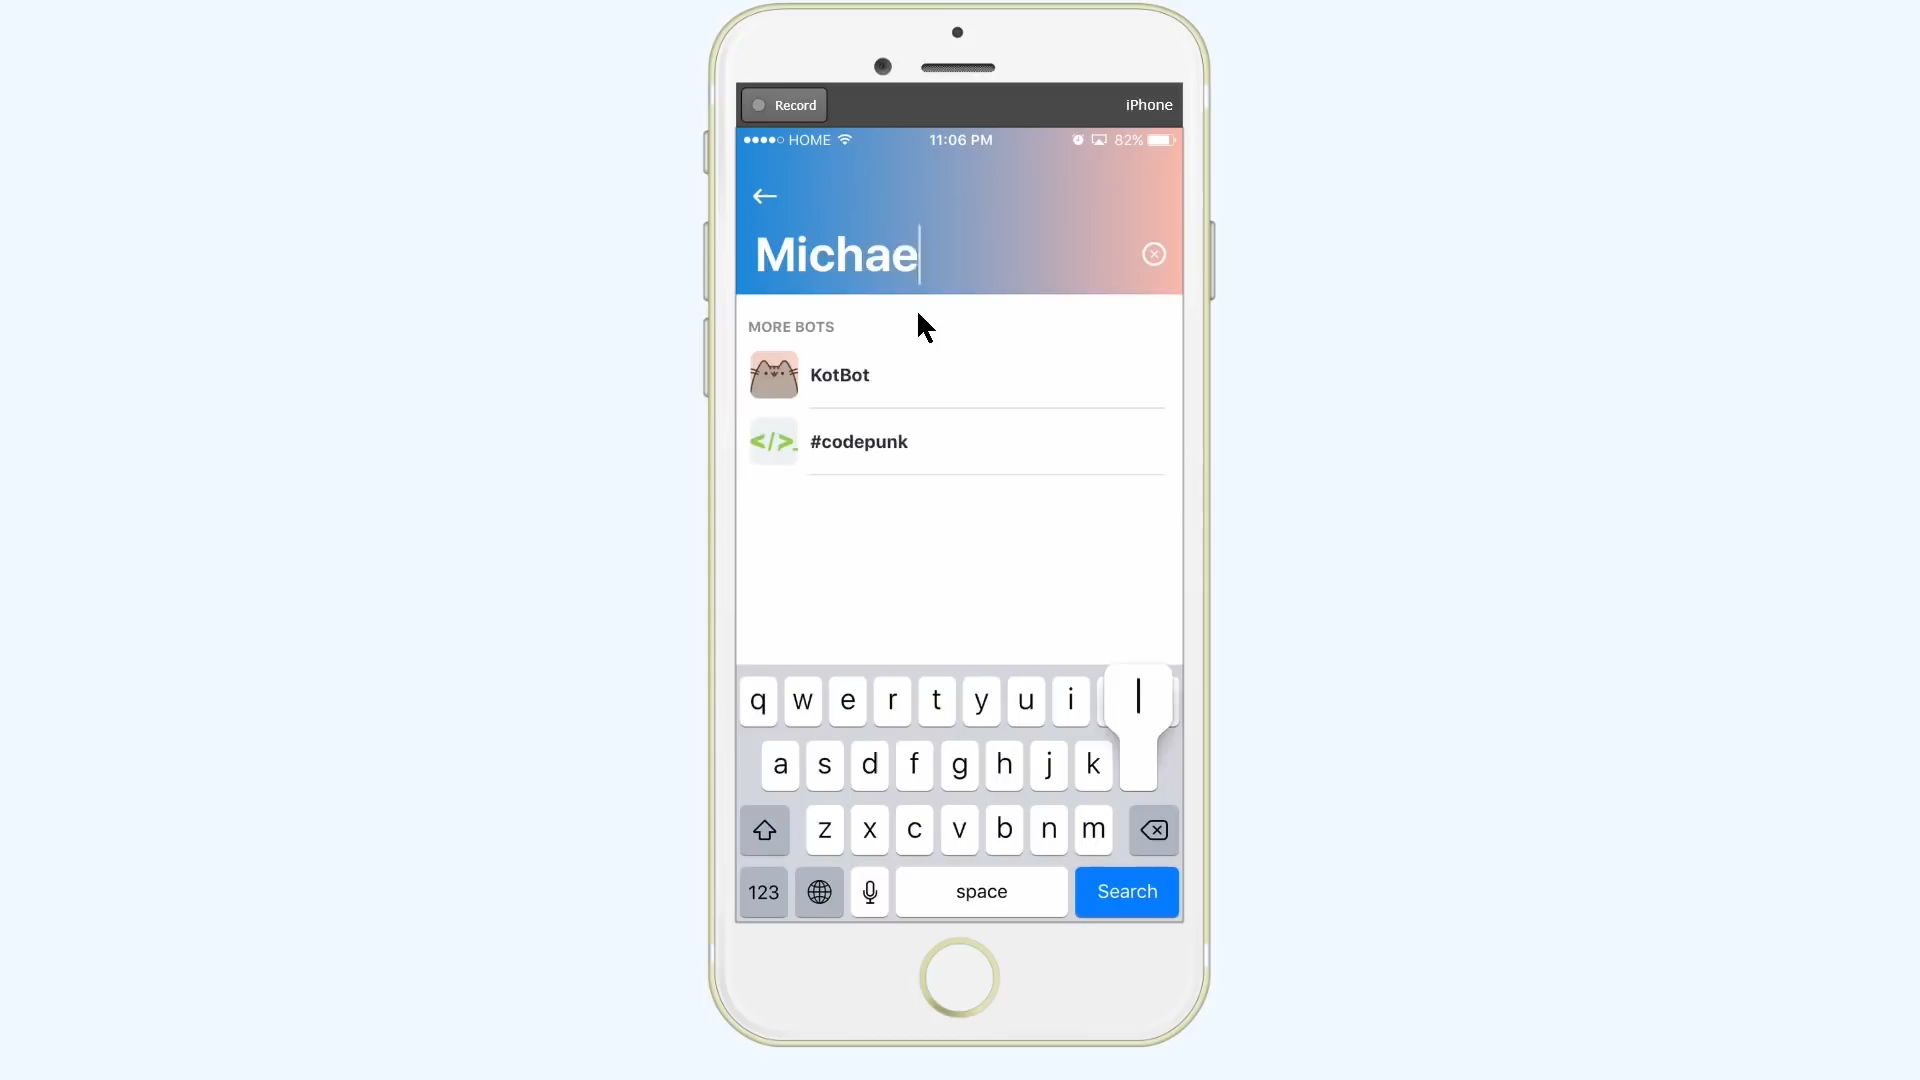 Record iPhone
HOME 11:06 PM 82%
Michae
MORE BOTS
KotBot
</>_
#codepunk
q w e r t y u i l
a s d f g h j k
z x c v b n m
123 space Search